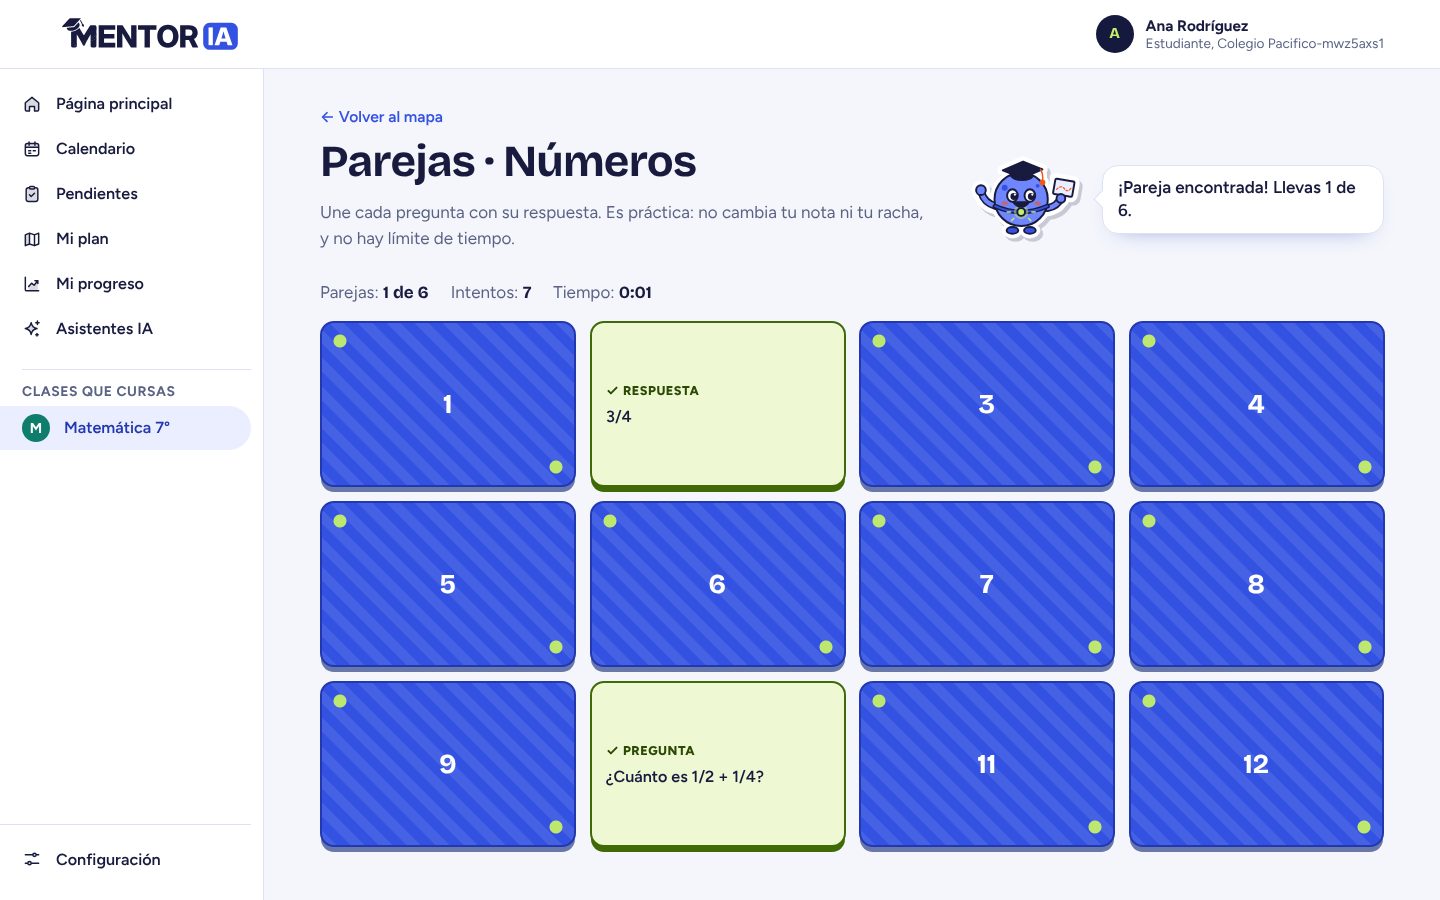 MENTOR IA
A
Ana Rodríguez
Estudiante, Colegio Pacifico-mwz5axs1
Página principal
Calendario
Pendientes
Mi plan
Mi progreso
Asistentes IA
CLASES QUE CURSAS
M Matemática 7°
Configuración
← Volver al mapa
Parejas · Números
Une cada pregunta con su respuesta. Es práctica: no cambia tu nota ni tu racha,
y no hay límite de tiempo.
¡Pareja encontrada! Llevas 1 de
6.
Parejas: 1 de 6 Intentos: 7 Tiempo: 0:01
1
✓ RESPUESTA
3/4
3
4
5
6
7
8
9
✓ PREGUNTA
¿Cuánto es 1/2 + 1/4?
11
12